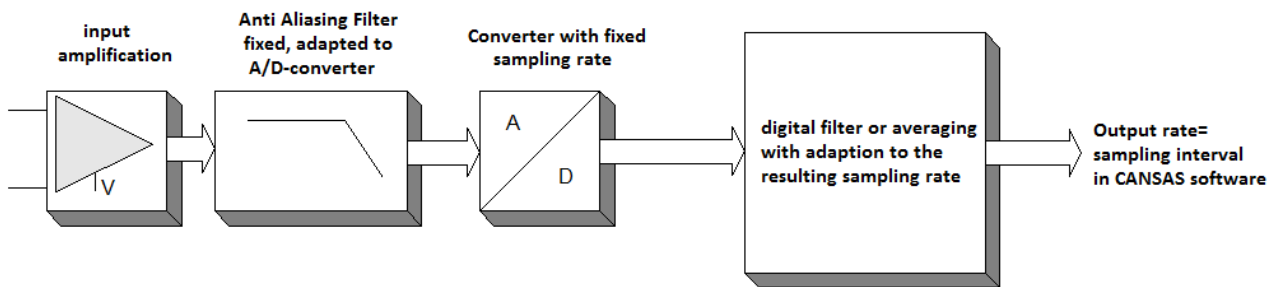 input
amplification
Anti Aliasing Filter
fixed, adapted to
A/D-converter
Converter with fixed
sampling rate
V
A
D
digital filter or averaging
with adaption to the
resulting sampling rate
Output rate=
sampling interval
in CANSAS software